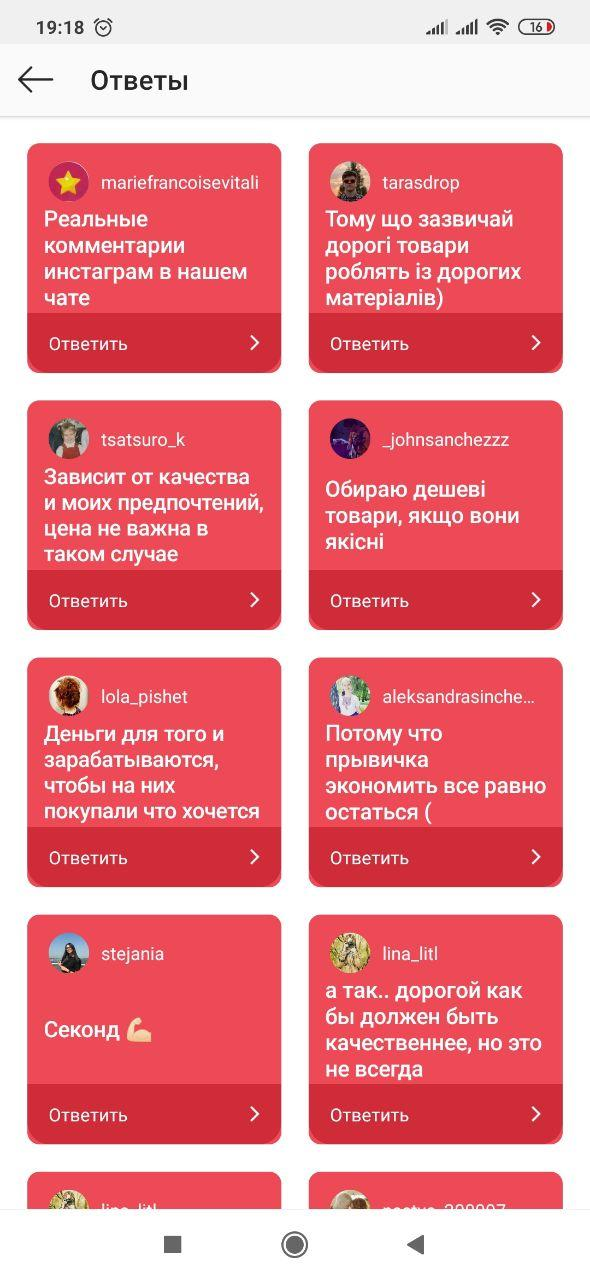 19:18
16
Ответы
mariefrancoisevitali
Реальные
комментарии
инстаграм в нашем
чате
Ответить
tarasdrop
Тому що зазвичай
дорогі товари
роблять із дорогих
матеріалів)
Ответить
tsatsuro_k
Зависит от качества
и моих предпочтений,
цена не важна в
таком случае
Ответить
_johnsanchezzz
Обираю дешеві
товари, якщо вони
якісні
Ответить
lola_pishet
Деньги для того и
зарабатываются,
чтобы на них
покупали что хочется
Ответить
aleksandrasinche...
Потому что
прывичка
экономить все равно
остаться (
Ответить
stejania
Секонд 💪🏼
Ответить
lina_litl
а так.. дорогой как
бы должен быть
качественнее, но это
не всегда
Ответить
lina_litl